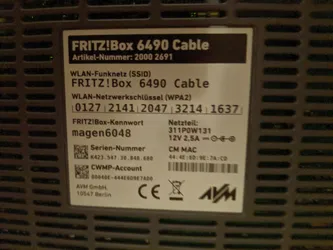 FRITZ!Box 6490 Cable
Artikel-Nummer: 2000 2691
WLAN-Funknetz (SSID)
FRITZ!Box 6490 Cable
WLAN-Netzwerkschlüssel (WPA2)
0127|2141|2047|3214|1637
FRITZ!Box-Kennwort
magen6048
Netzteil:
311P0W131
12V 2.5A
Serien-Nummer
CM MAC
CWMP-Account
AVM GmbH
10547 Berlin
CE
AVM